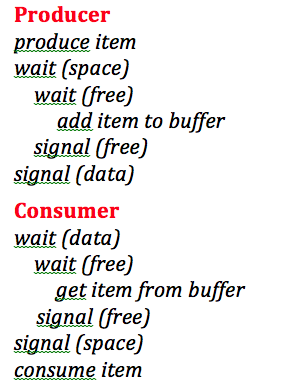 Producer
produce item
wait (space)
wait (free)
add item to buffer
signal (free)
signal (data)
Consumer
wait (data)
wait (free)
get item from buffer
signal (free)
signal (space)
consume item